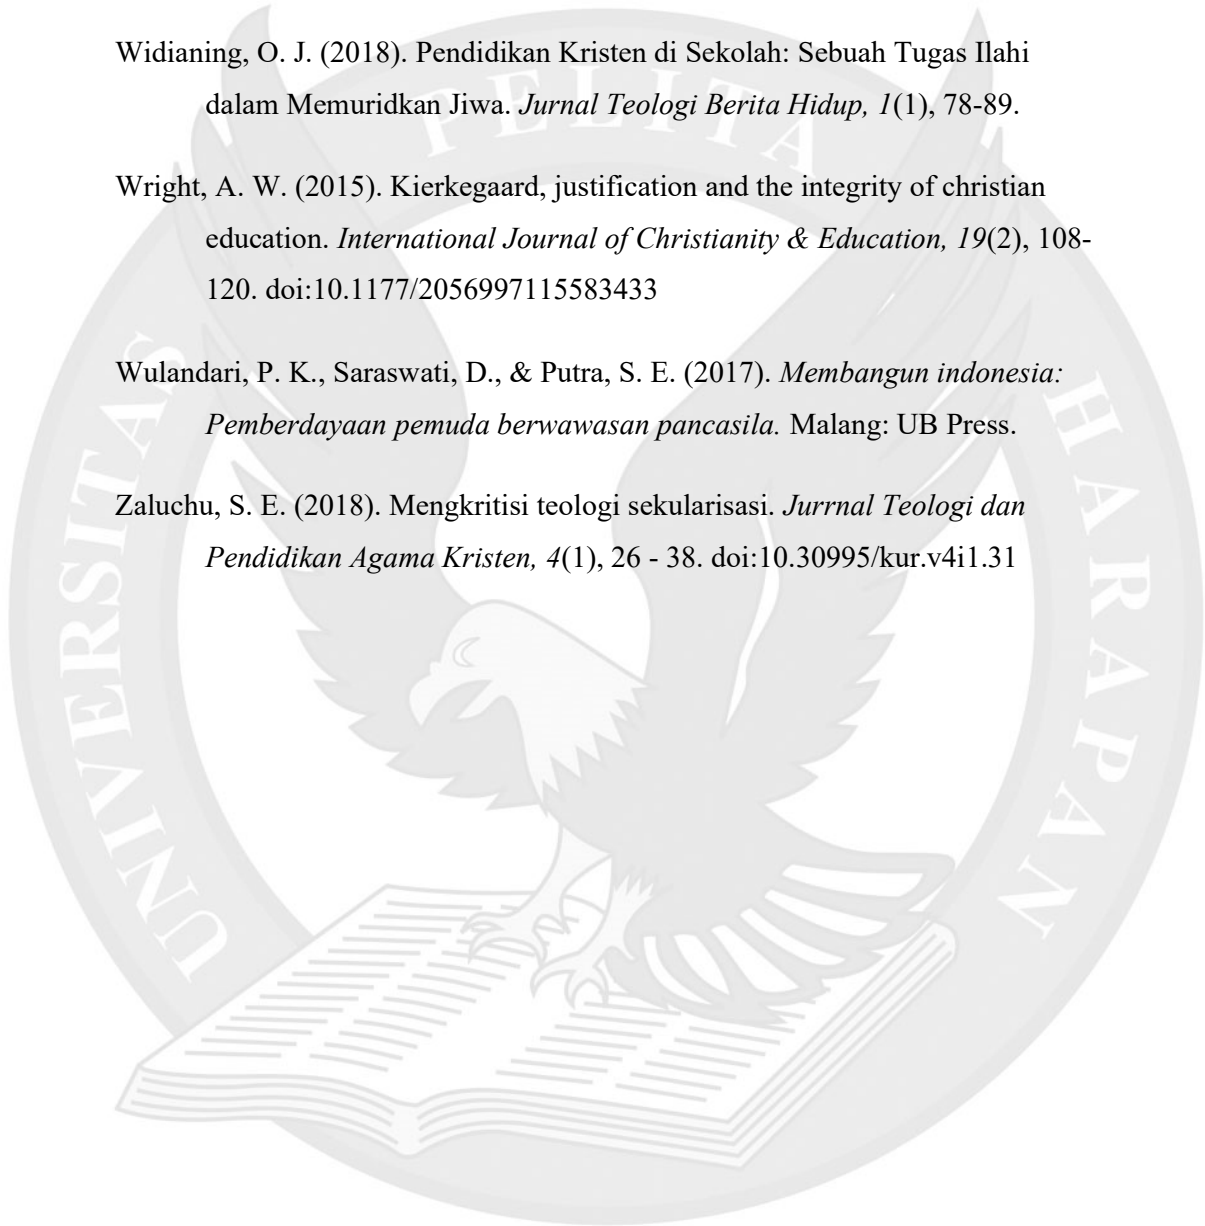 Widianing, O. J. (2018). Pendidikan Kristen di Sekolah: Sebuah Tugas Ilahi
dalam Memuridkan Jiwa. Jurnal Teologi Berita Hidup, 1(1), 78-89.
Wright, A. W. (2015). Kierkegaard, justification and the integrity of christian
education. International Journal of Christianity & Education, 19(2), 108-
120. doi:10.1177/2056997115583433
Wulandari, P. K., Saraswati, D., & Putra, S. E. (2017). Membangun indonesia:
Pemberdayaan pemuda berwawasan pancasila. Malang: UB Press.
Zaluchu, S. E. (2018). Mengkritisi teologi sekularisasi. Jurrnal Teologi dan
Pendidikan Agama Kristen, 4(1), 26 - 38. doi:10.30995/kur.v4i1.31
UNIVERSITAS PELITA HARAPAN